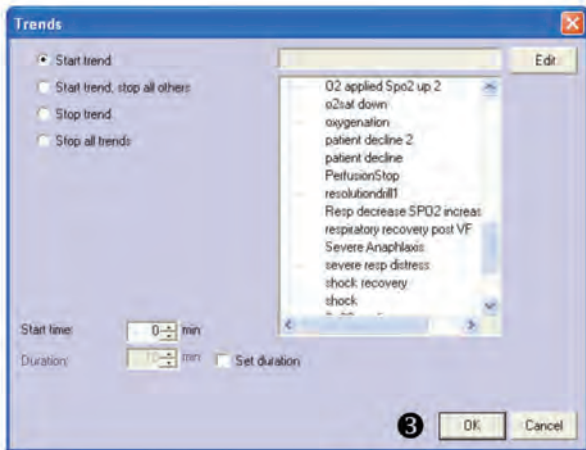 Trends
Start trend
Edit
Start trend, stop all others
Stop trend
Stop all trends
O2 applied Spo2 up 2
o2sat down
oxygenation
patient decline 2
patient decline
PerfusionStop
resolutiondrill1
Resp decrease SPO2 increas
respiratory recovery post VF
Severe Anaphlaxis
severe resp distress
shock recovery
shock
Start time: 0 min
Duration: 10 min Set duration
3 OK Cancel